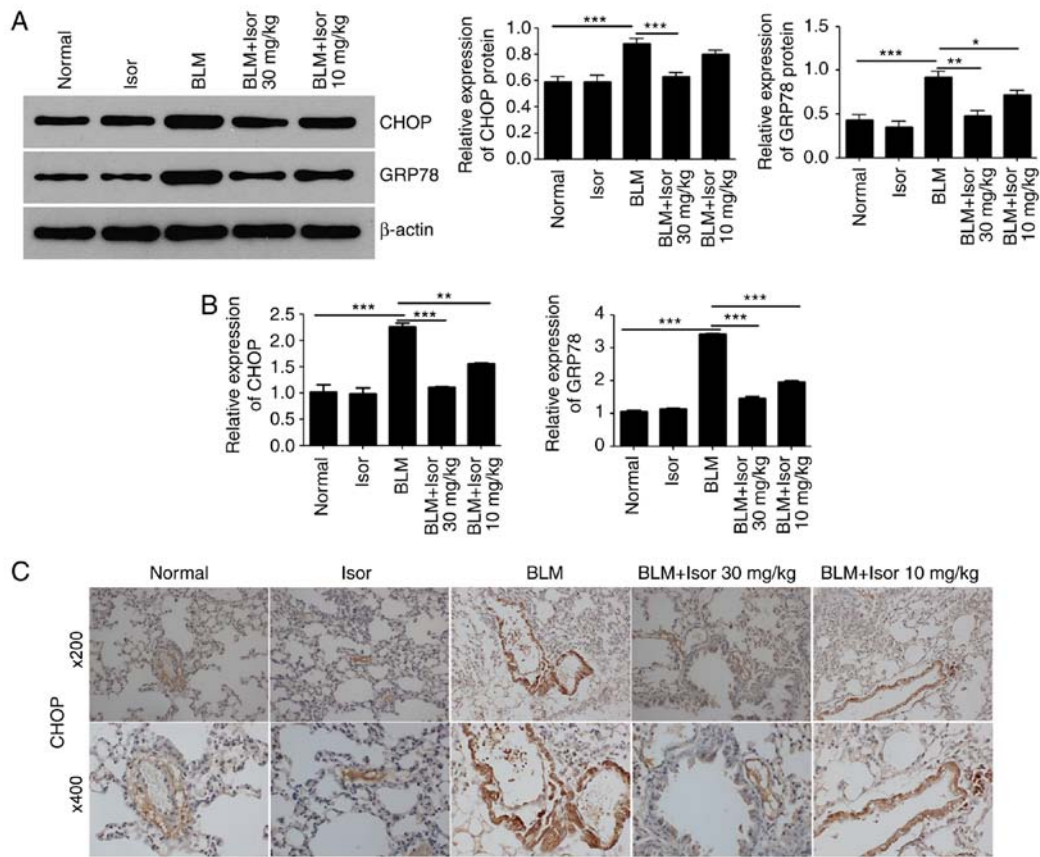 A
Normal
Isor
BLM
BLM+Isor
30 mg/kg
BLM+Isor
10 mg/kg
CHOP
GRP78
β-actin
Relative expression
of CHOP protein
1.0
0.8
0.6
0.4
0.2
0.0
***
***
Normal
Isor
BLM
BLM+Isor
30 mg/kg
BLM+Isor
10 mg/kg
Relative expression
of GRP78 protein
1.5
1.0
0.5
0.0
***
*
**
Normal
Isor
BLM
BLM+Isor
30 mg/kg
BLM+Isor
10 mg/kg
B
Relative expression
of CHOP
2.5
2.0
1.5
1.0
0.5
0.0
***
**
***
Normal
Isor
BLM
BLM+Isor
30 mg/kg
BLM+Isor
10 mg/kg
Relative expression
of GRP78
4
3
2
1
0
***
***
***
Normal
Isor
BLM
BLM+Isor
30 mg/kg
BLM+Isor
10 mg/kg
C
Normal
Isor
BLM
BLM+Isor 30 mg/kg
BLM+Isor 10 mg/kg
CHOP
x200
x400